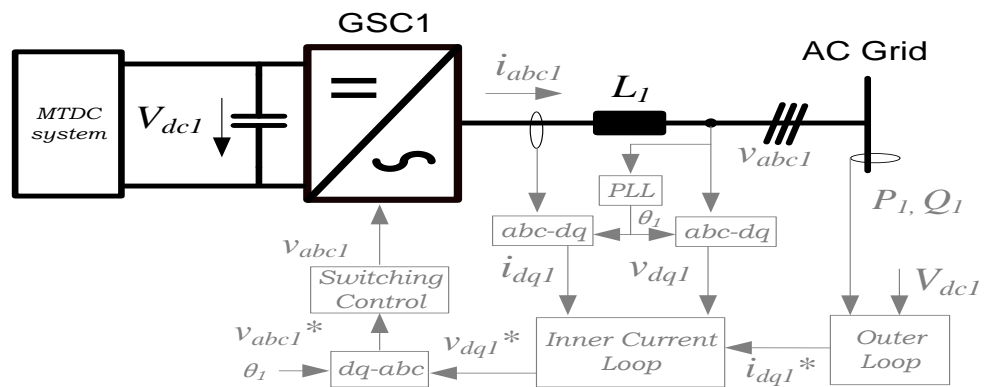 GSC1
AC Grid
MTDC
system
V_dc1
i_abc1
L_1
v_abc1
PLL
θ_1
P_1, Q_1
abc-dq
abc-dq
v_abc1
i_dq1
v_dq1
V_dc1
Switching
Control
v_abc1*
v_dq1*
Inner Current
Loop
i_dq1*
Outer
Loop
θ_1
dq-abc